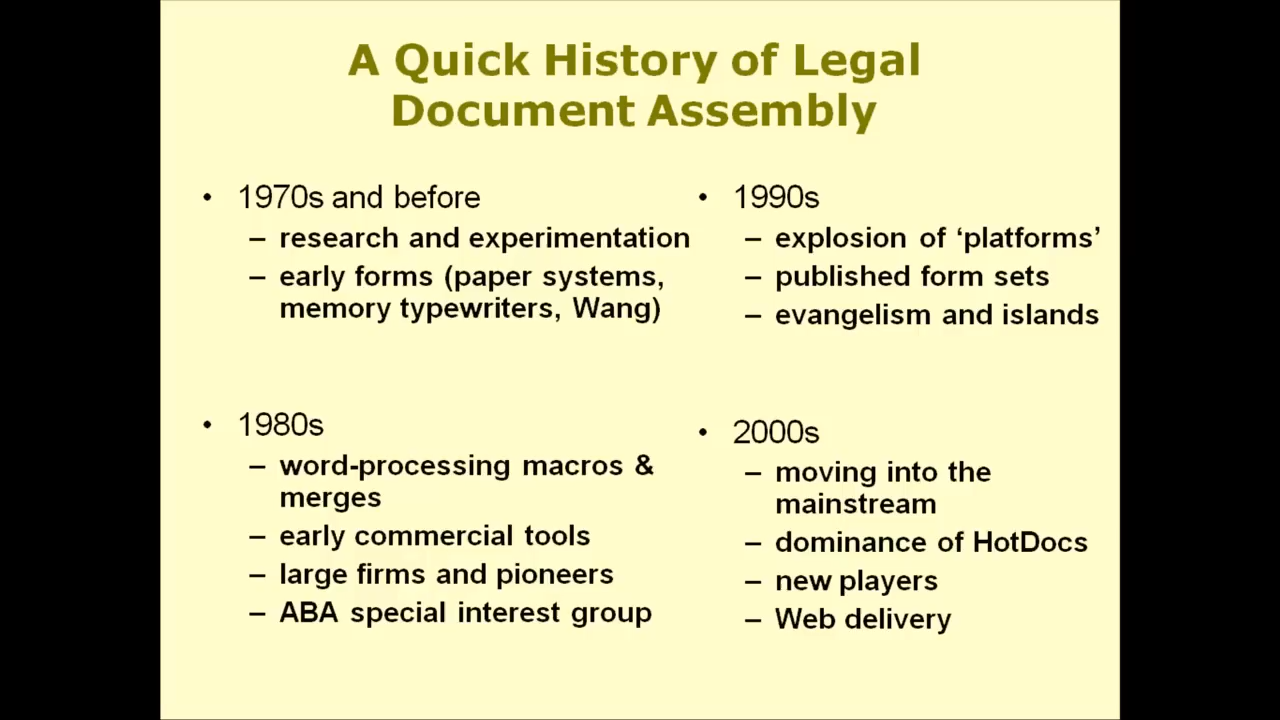 A Quick History of Legal
Document Assembly
• 1970s and before
– research and experimentation
– early forms (paper systems,
memory typewriters, Wang)
• 1980s
– word-processing macros &
merges
– early commercial tools
– large firms and pioneers
– ABA special interest group
• 1990s
– explosion of ‘platforms’
– published form sets
– evangelism and islands
• 2000s
– moving into the
mainstream
– dominance of HotDocs
– new players
– Web delivery